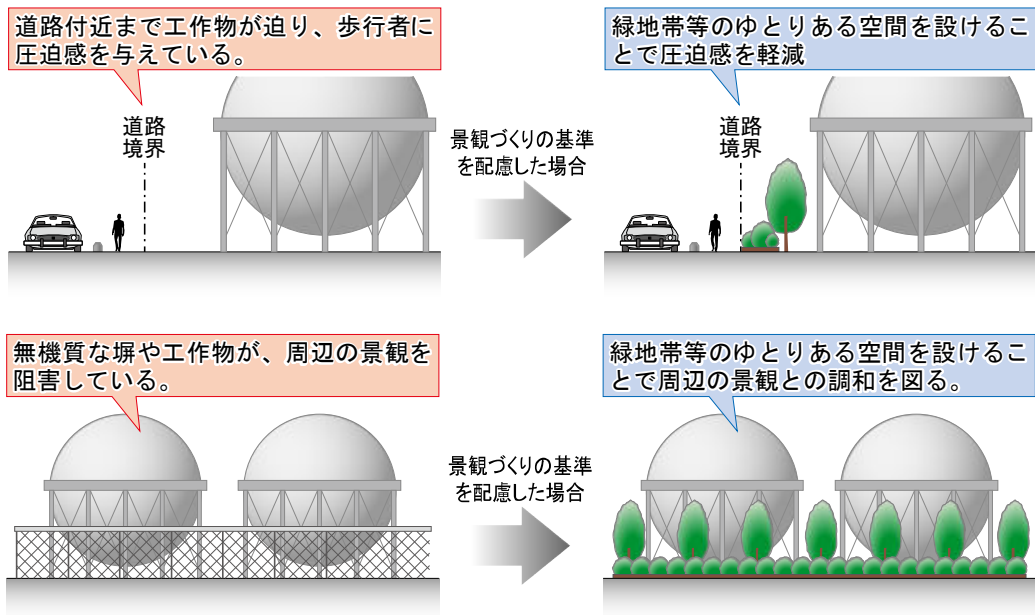 道路付近まで工作物が迫り、歩行者に
圧迫感を与えている。
道路
境界
景観づくりの基準
を配慮した場合
緑地帯等のゆとりある空間を設けるこ
とで圧迫感を軽減
道路
境界
無機質な塀や工作物が、周辺の景観を
阻害している。
景観づくりの基準
を配慮した場合
緑地帯等のゆとりある空間を設けるこ
とで周辺の景観との調和を図る。